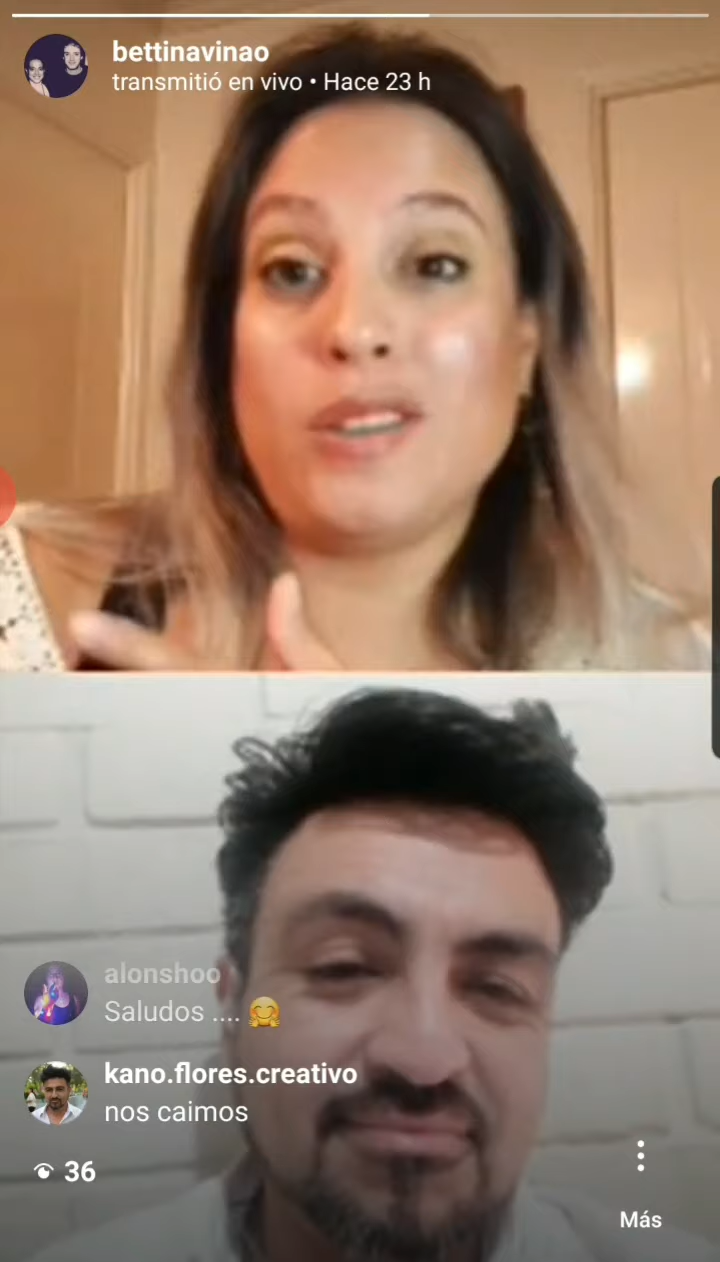 bettinavinao
transmitió en vivo • Hace 23 h
alonshoo
Saludos .... 🤗
kano.flores.creativo
nos caimos
36
Más